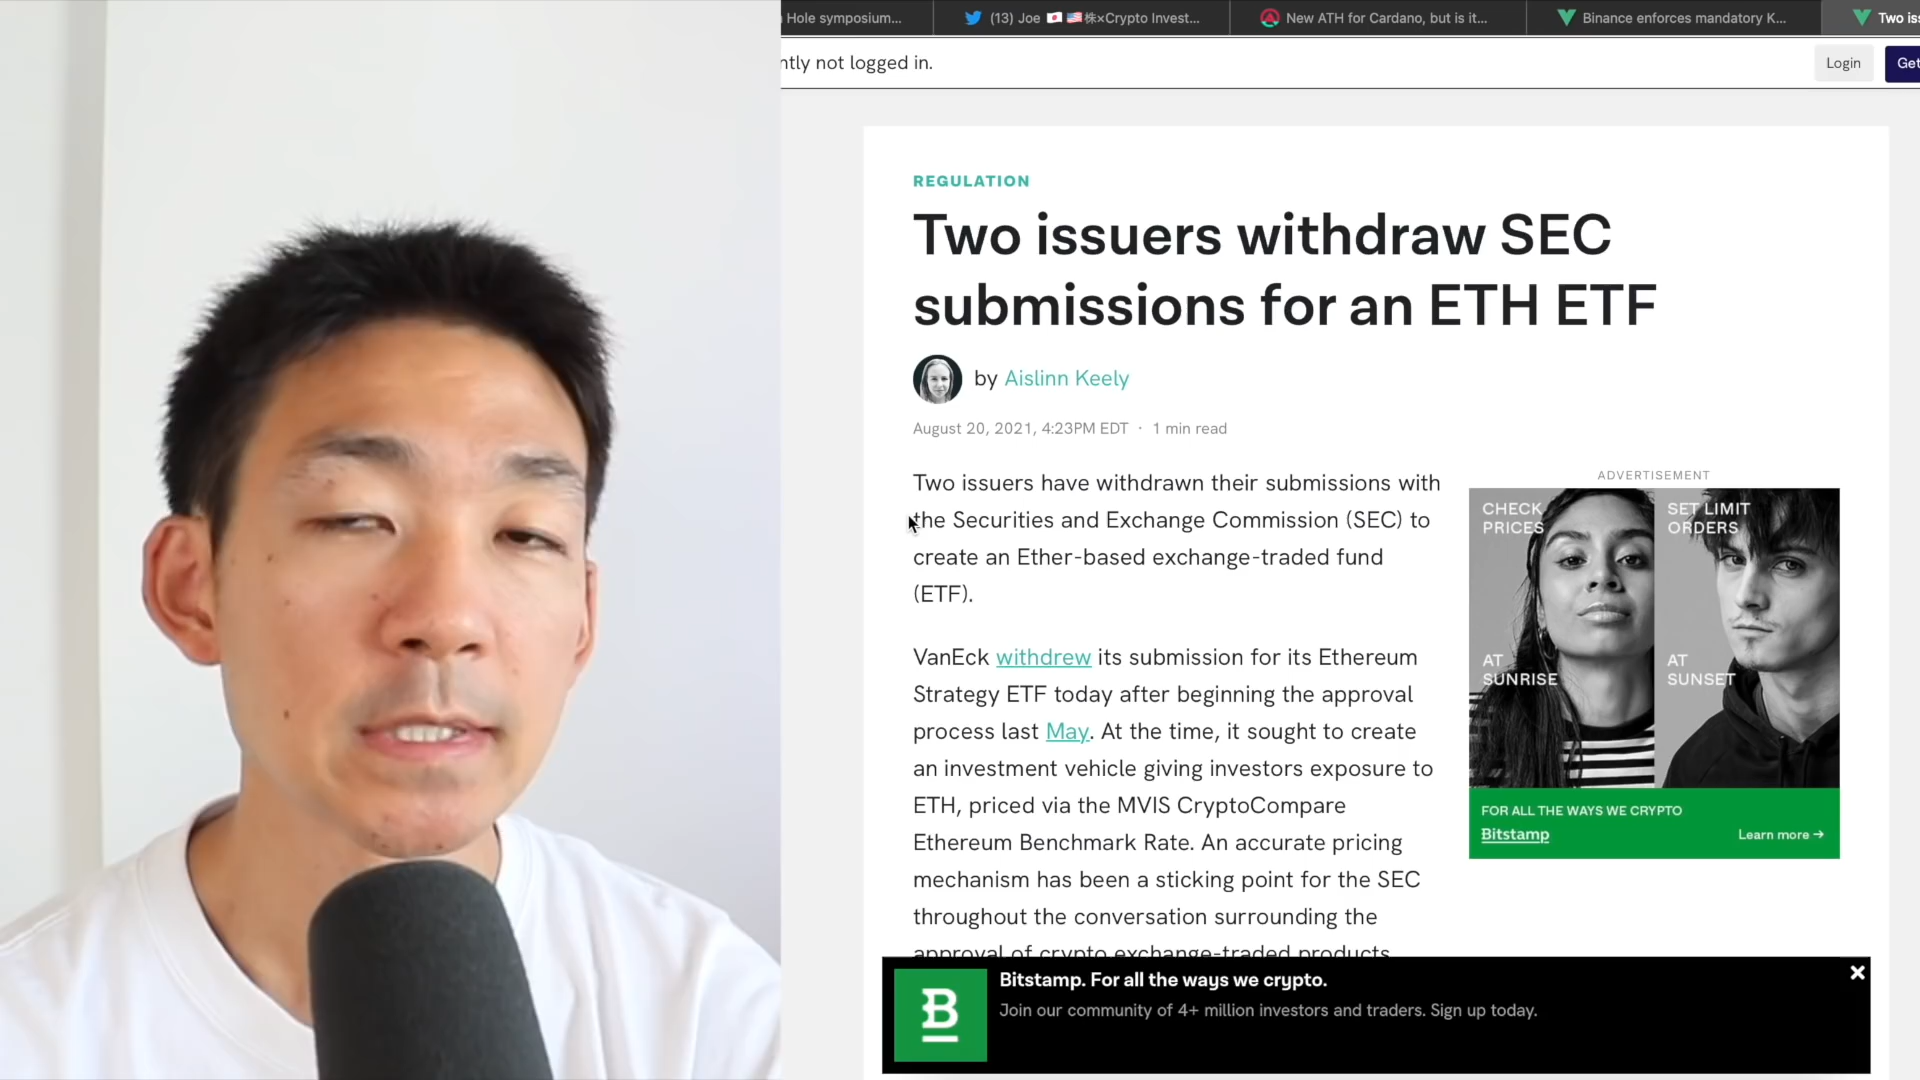 Hole symposium...
(13) Joe 🇯🇵🇺🇸株×Crypto Invest...
New ATH for Cardano, but is it...
Binance enforces mandatory K...
Two is
ntly not logged in.
Login
Get
REGULATION
Two issuers withdraw SEC
submissions for an ETH ETF
by Aislinn Keely
August 20, 2021, 4:23PM EDT · 1 min read
Two issuers have withdrawn their submissions with
the Securities and Exchange Commission (SEC) to
create an Ether-based exchange-traded fund
(ETF).
VanEck withdrew its submission for its Ethereum
Strategy ETF today after beginning the approval
process last May. At the time, it sought to create
an investment vehicle giving investors exposure to
ETH, priced via the MVIS CryptoCompare
Ethereum Benchmark Rate. An accurate pricing
mechanism has been a sticking point for the SEC
throughout the conversation surrounding the
approval of crypto exchange-traded products.
ADVERTISEMENT
CHECK
PRICES
SET LIMIT
ORDERS
AT
SUNRISE
AT
SUNSET
FOR ALL THE WAYS WE CRYPTO
Bitstamp
Learn more →
B
Bitstamp. For all the ways we crypto.
Join our community of 4+ million investors and traders. Sign up today.